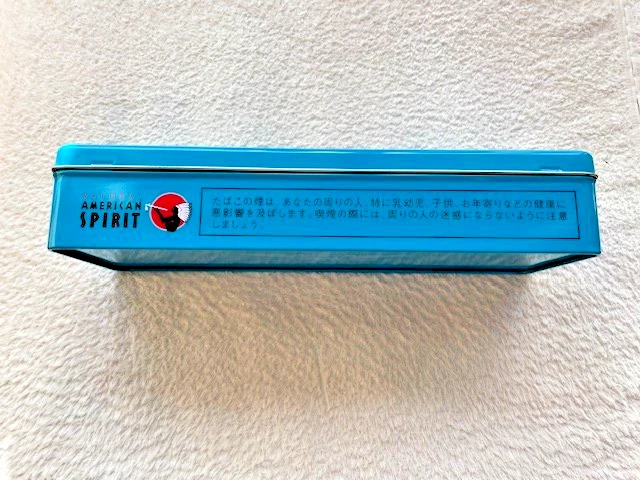 AMERICAN
SPIRIT
たばこの煙は、あなたの周りの人、特に乳幼児、子供、お年寄りなどの健康に
悪影響を及ぼします。喫煙の際には、周りの人の迷惑にならないように注意
しましょう。